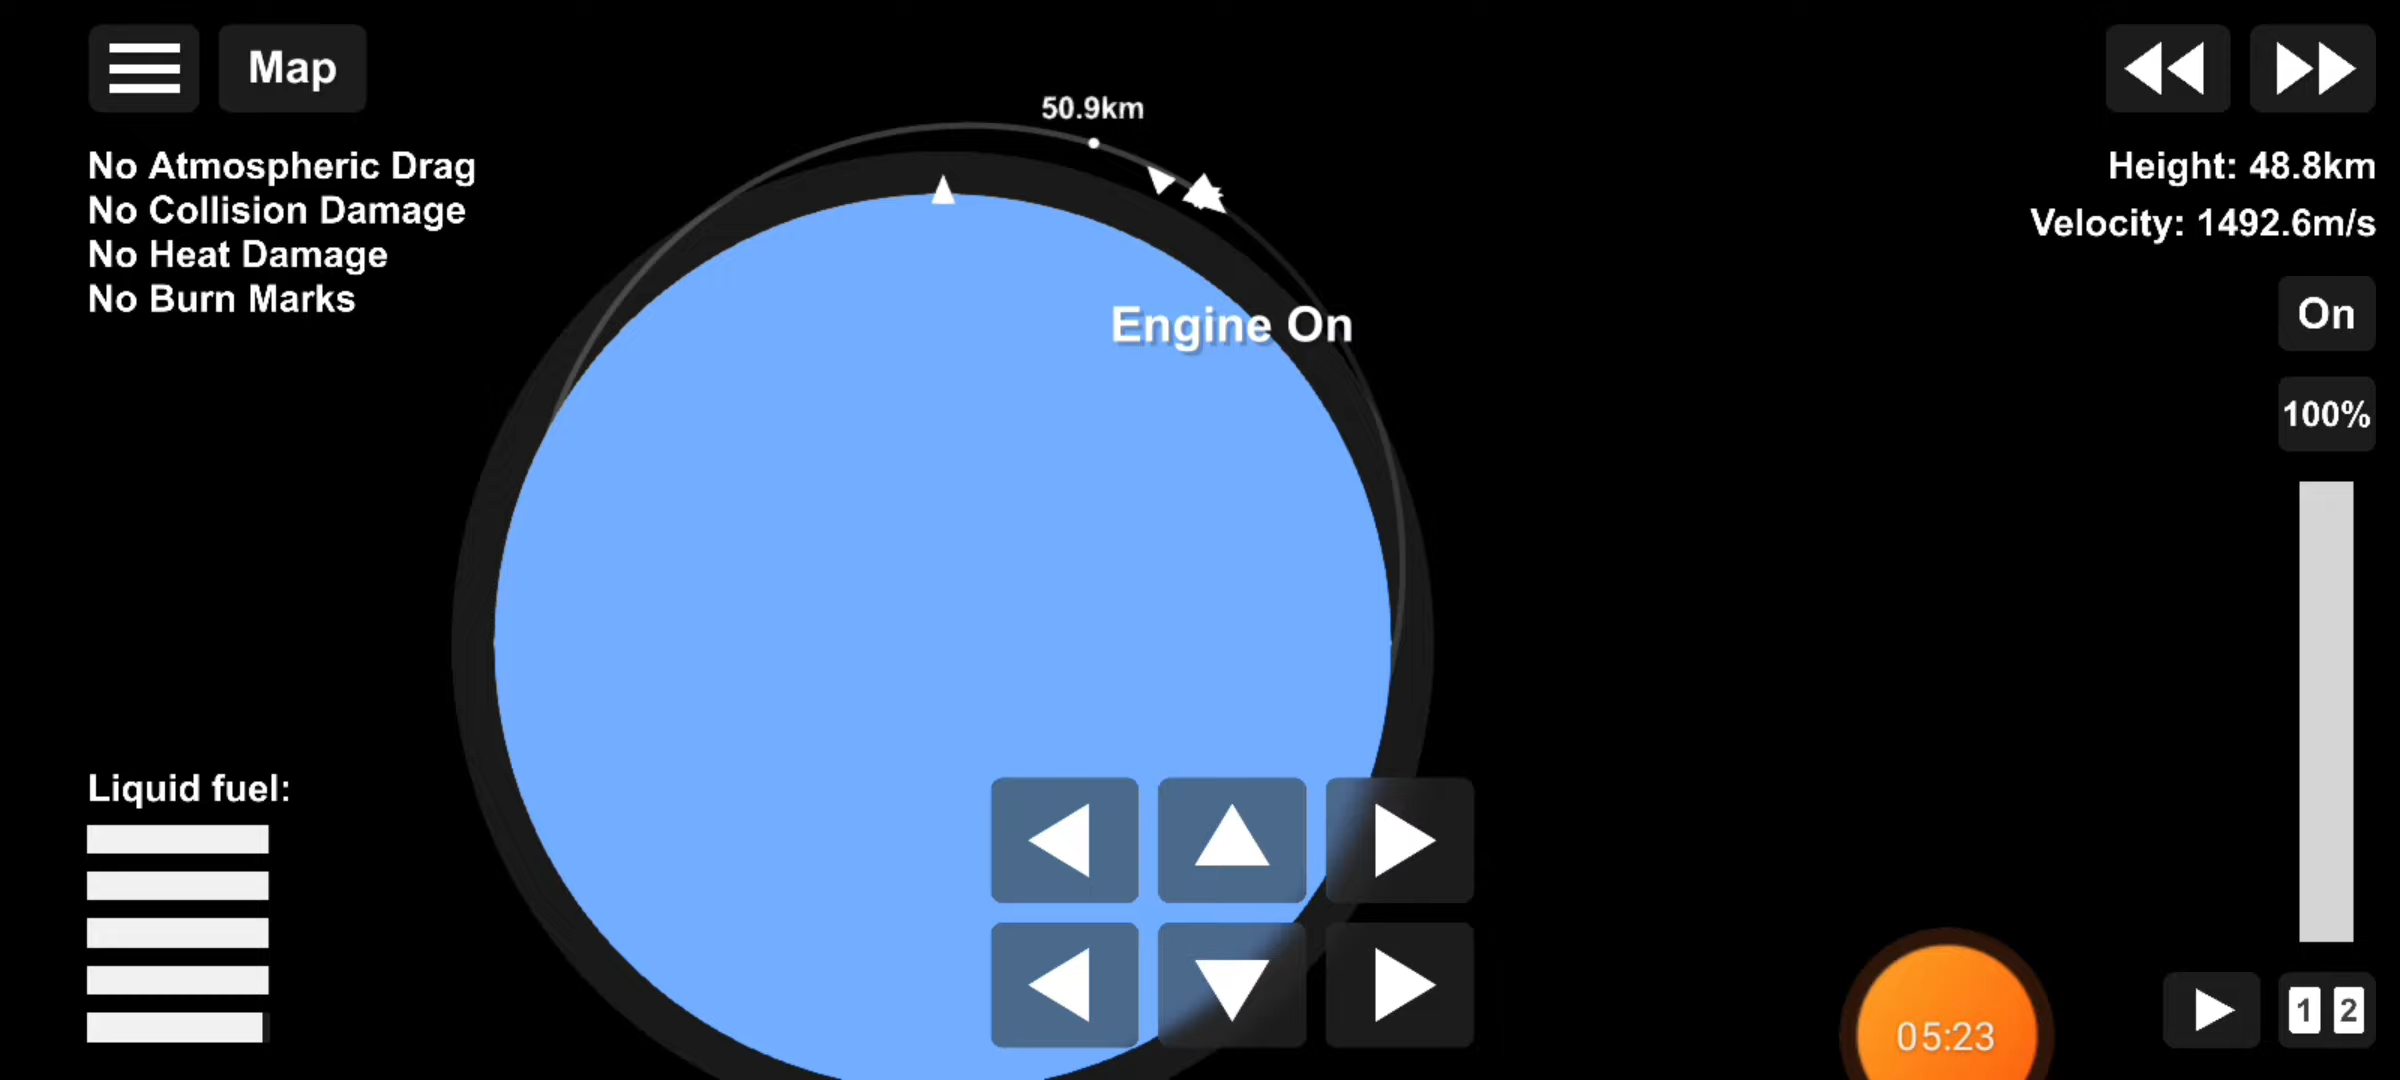 Map
50.9km
No Atmospheric Drag
No Collision Damage
No Heat Damage
No Burn Marks
Height: 48.8km
Velocity: 1492.6m/s
On
Engine On
100%
Liquid fuel:
1 2
05:23